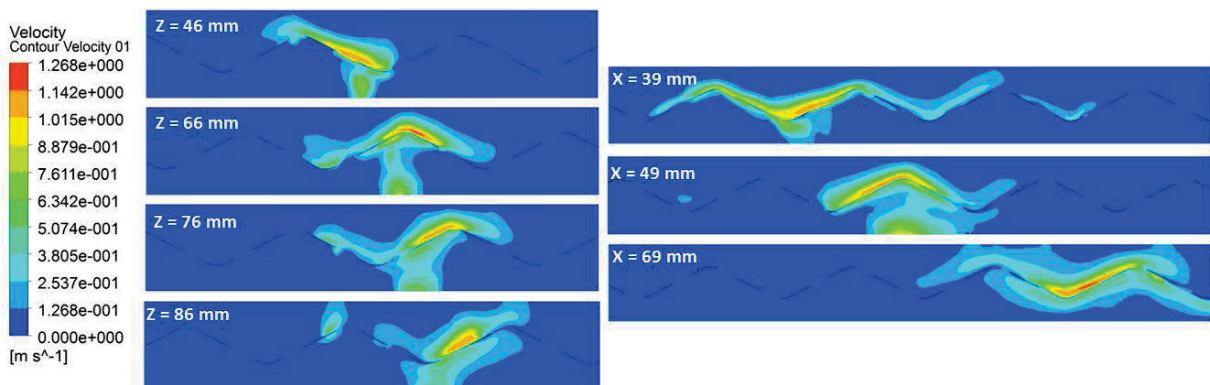 Velocity
Contour Velocity 01
1.268e+000
1.142e+000
1.015e+000
8.879e-001
7.611e-001
6.342e-001
5.074e-001
3.805e-001
2.537e-001
1.268e-001
0.000e+000
[m s^-1]
Z = 46 mm
Z = 66 mm
Z = 76 mm
Z = 86 mm
X = 39 mm
X = 49 mm
X = 69 mm